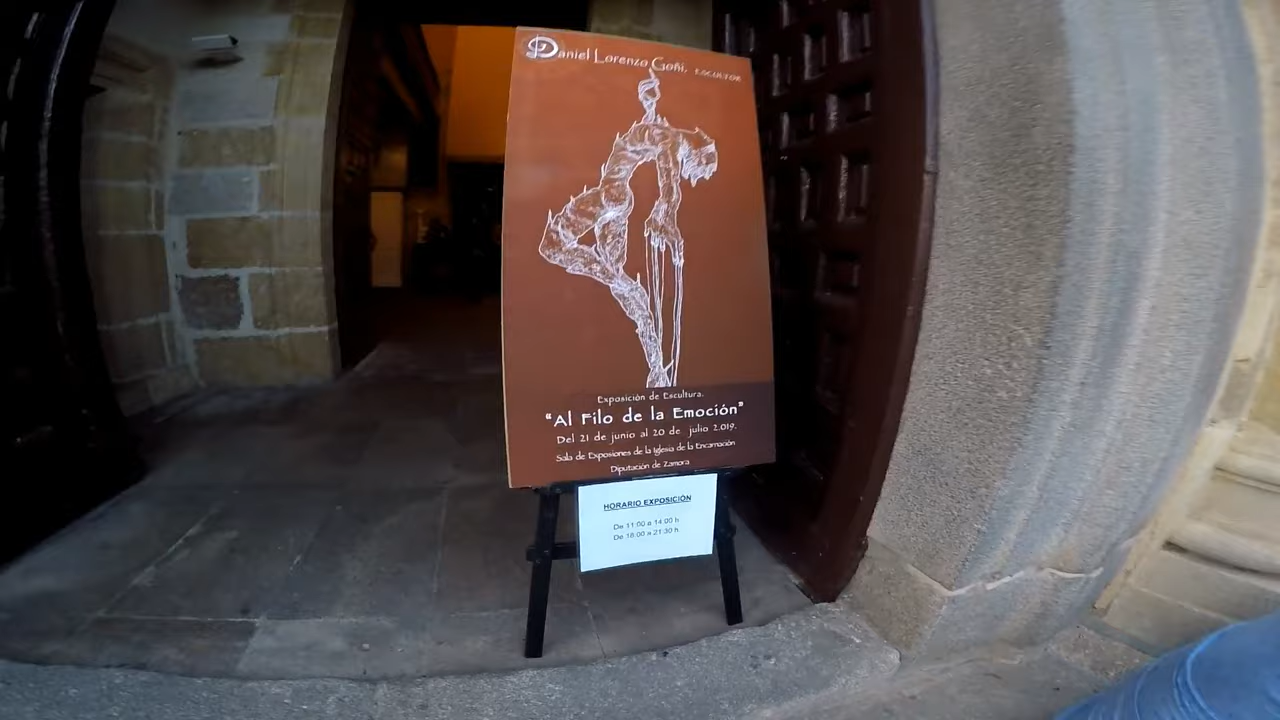 Daniel Lorenzo Goñi. ESCULTOR
Exposición de Escultura.
“Al Filo de la Emoción”
Del 21 de junio al 20 de julio 2.019.
Sala de Exposiones de la Iglesia de la Encarnación
Diputación de Zamora
HORARIO EXPOSICIÓN
De 11:00 a 14:00 h
De 18:00 a 21:30 h